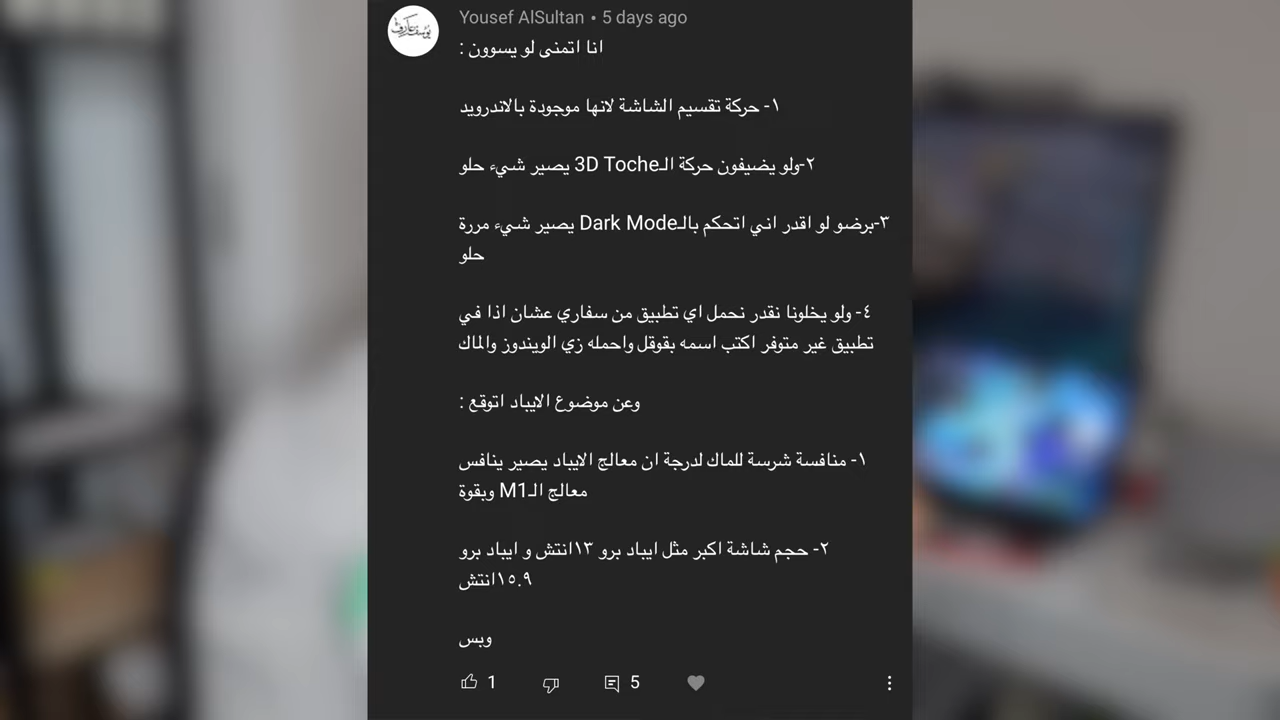 Yousef AlSultan • 5 days ago
انا اتمنى لو يسوون :
١- حركة تقسيم الشاشة لانها موجودة بالاندرويد
٢-ولو يضيفون حركة الـ3D Toche يصير شيء حلو
٣-برضو لو اقدر اني اتحكم بالـDark Mode يصير شيء مررة
حلو
٤- ولو يخلونا نقدر نحمل اي تطبيق من سفاري عشان اذا في
تطبيق غير متوفر اكتب اسمه بقوقل واحمله زي الويندوز والماك
وعن موضوع الايباد اتوقع :
١- منافسة شرسة للماك لدرجة ان معالج الايباد يصير ينافس
معالج الـM1 وبقوة
٢- حجم شاشة اكبر مثل ايباد برو ١٣انتش و ايباد برو
١٥.٩انتش
وبس
1
5